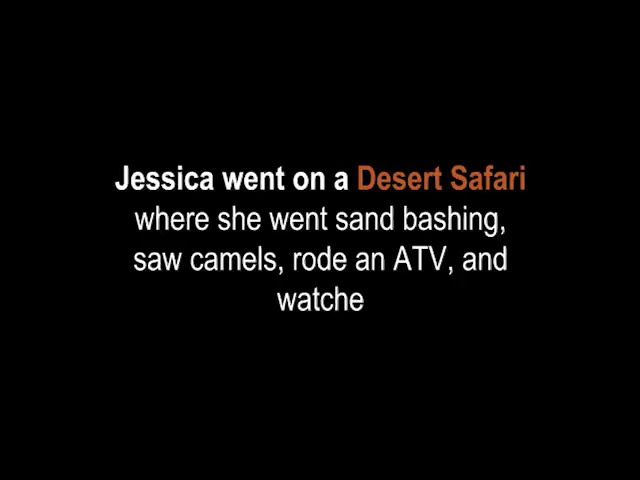 Jessica went on a Desert Safari
where she went sand bashing,
saw camels, rode an ATV, and
watche